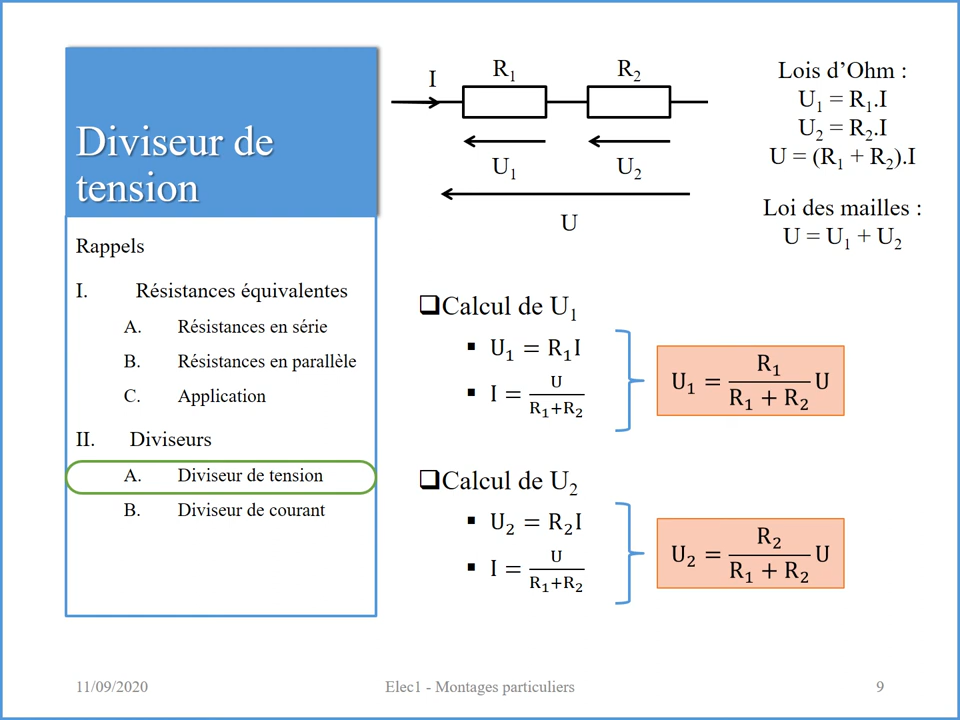 Diviseur de
tension
Rappels
I. Résistances équivalentes
A. Résistances en série
B. Résistances en parallèle
C. Application
II. Diviseurs
A. Diviseur de tension
B. Diviseur de courant
I R₁ R₂
U₁ U₂
U
Lois d’Ohm :
U₁ = R₁.I
U₂ = R₂.I
U = (R₁ + R₂).I
Loi des mailles :
U = U₁ + U₂
❑Calcul de U₁
▪ U₁ = R₁I
▪ I = U / (R₁+R₂)
U₁ = R₁ / (R₁ + R₂) U
❑Calcul de U₂
▪ U₂ = R₂I
▪ I = U / (R₁+R₂)
U₂ = R₂ / (R₁ + R₂) U
11/09/2020 Elec1 - Montages particuliers 9